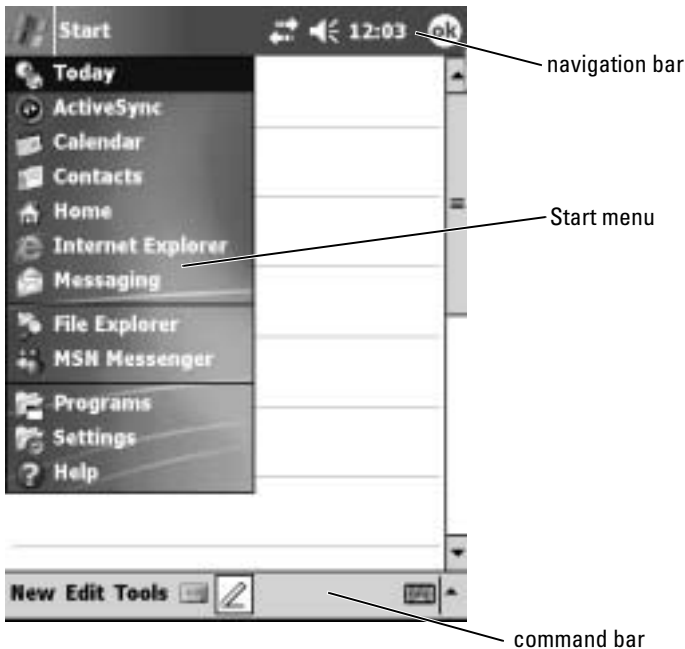 Start 12:03 ok
navigation bar
Today
ActiveSync
Calendar
Contacts
Home
Start menu
Internet Explorer
Messaging
File Explorer
MSN Messenger
Programs
Settings
Help
New Edit Tools
command bar